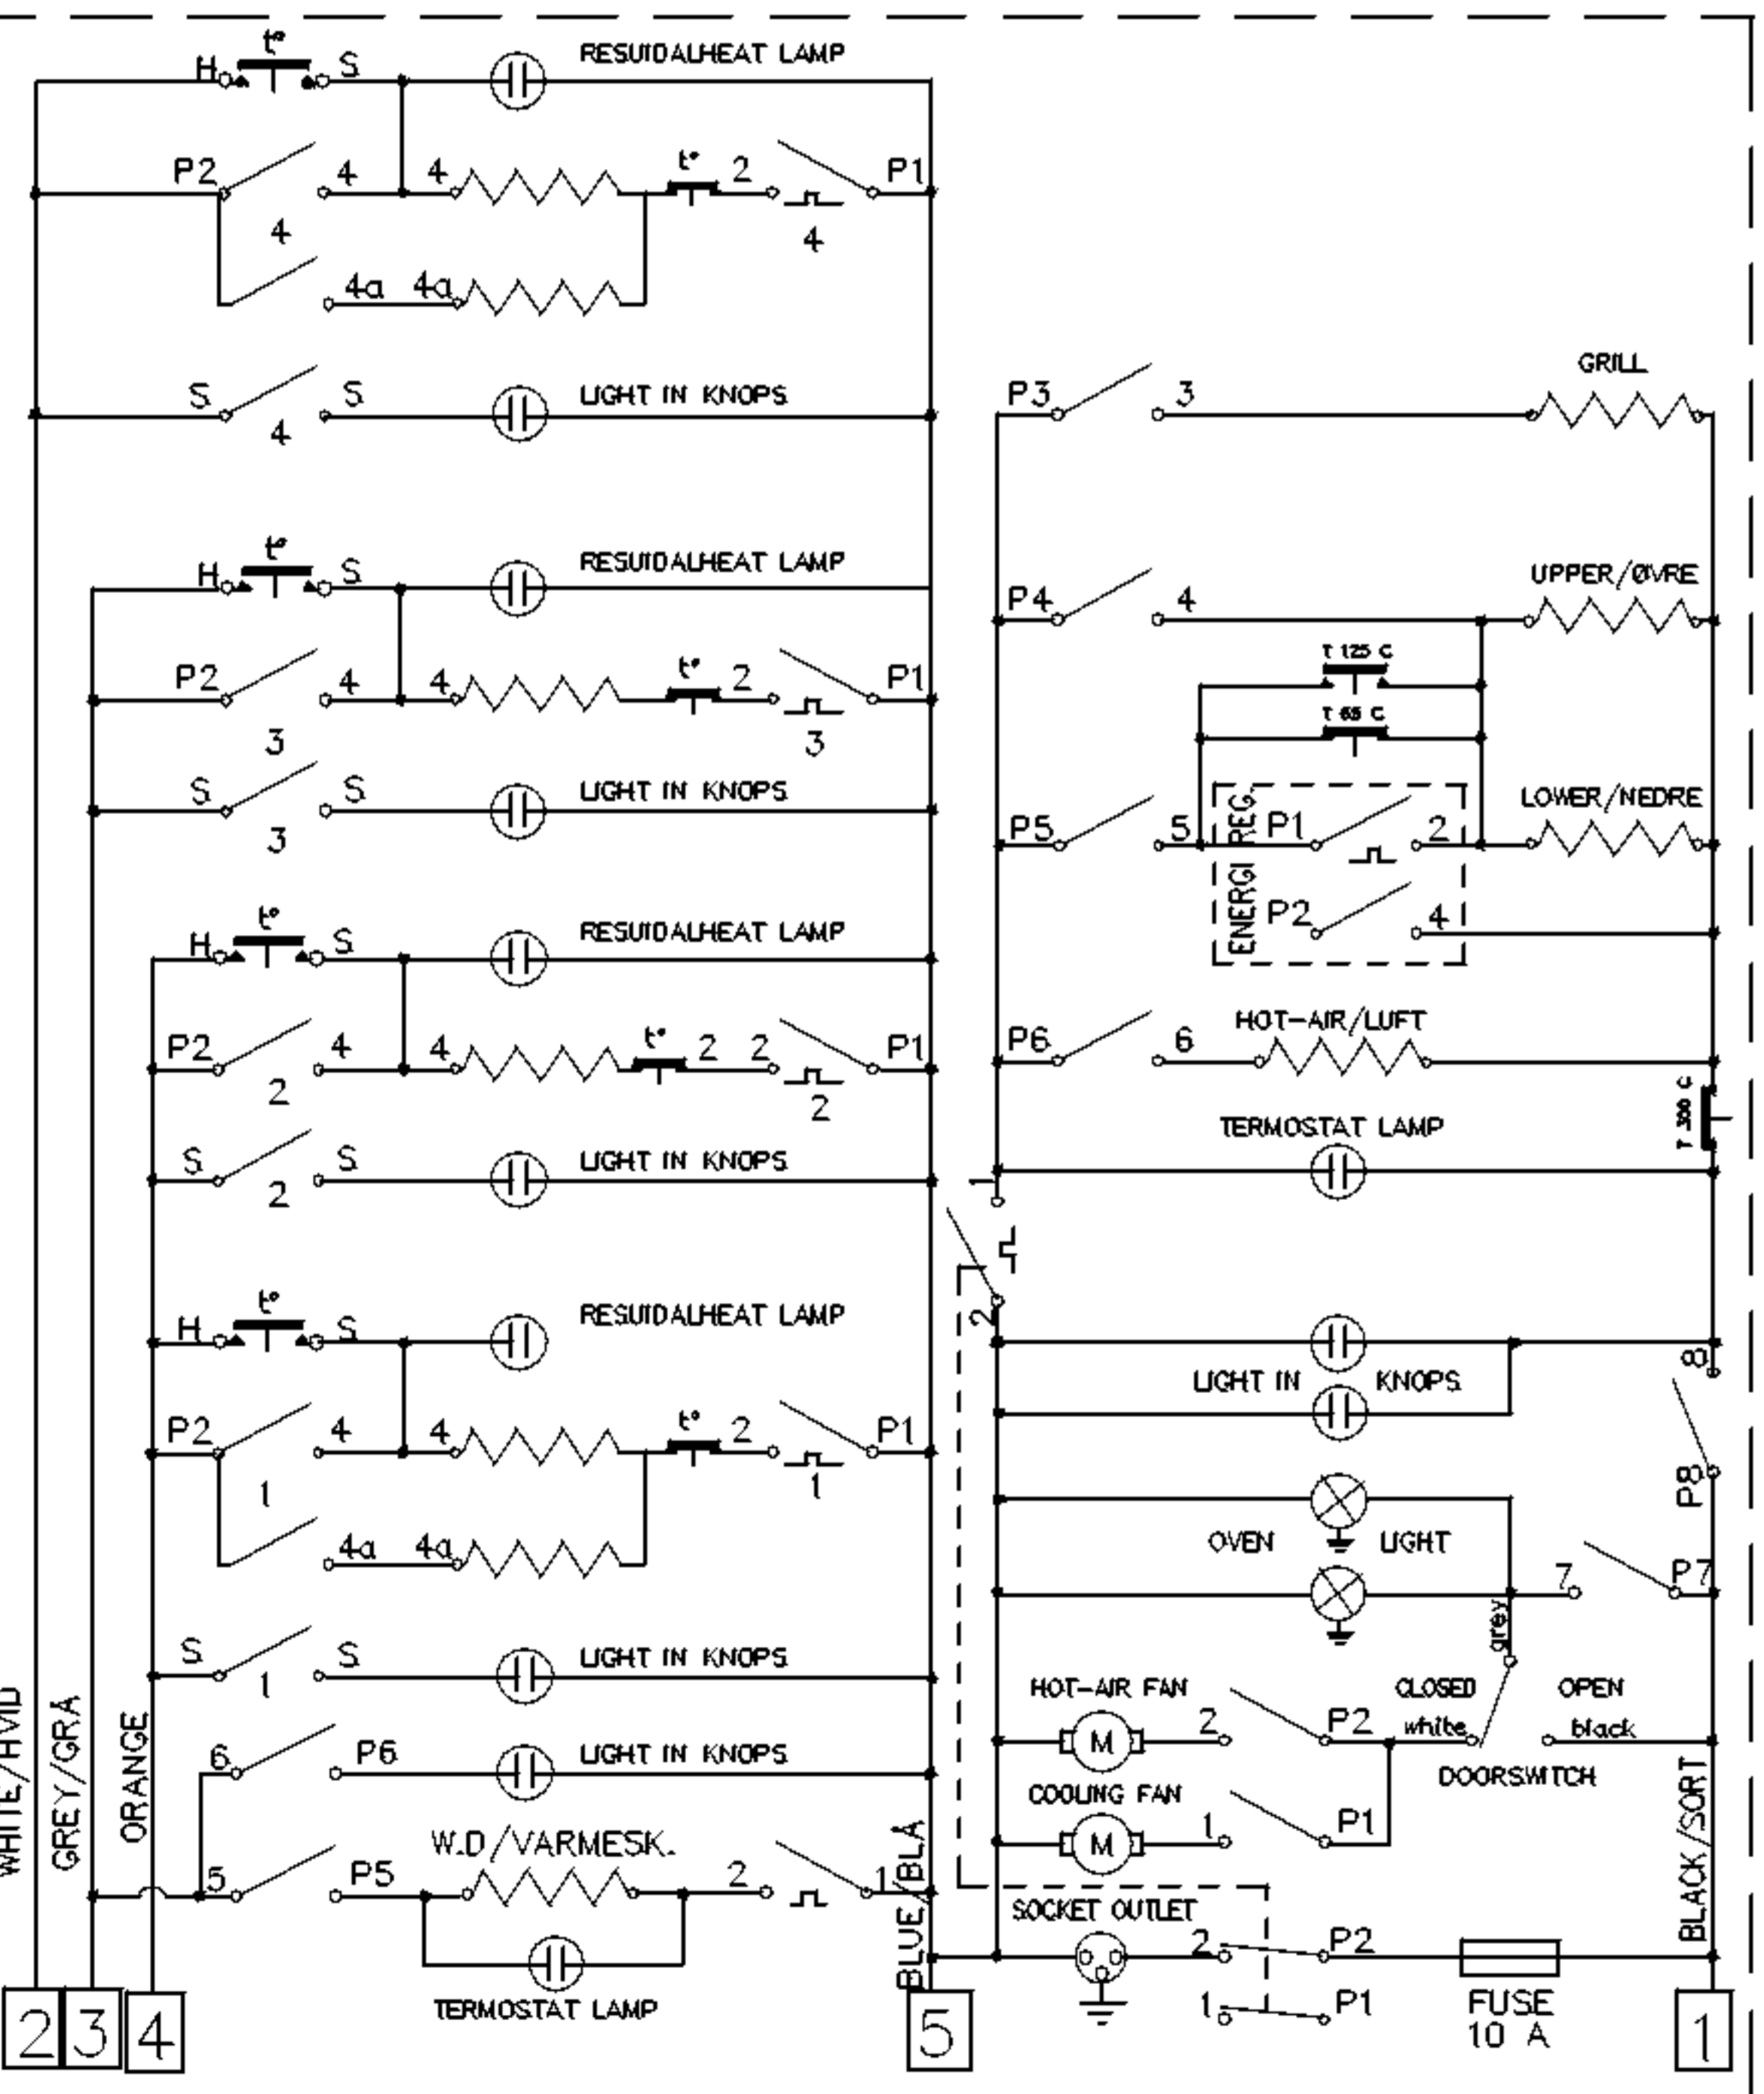 t° RESUIDALHEAT LAMP
H S
P2 4 4 t° 2 P1
4 4
4a 4a
GRILL
S S LIGHT IN KNOPS P3 3
4
t° RESUIDALHEAT LAMP UPPER/ØVRE
H S P4 4
T 125 C
P2 4 4 t° 2 P1
T 65 C
3 3
S S LIGHT IN KNOPS LOWER/NEDRE
3 P5 5 ENERGI REG. P1 2
t° RESUIDALHEAT LAMP P2 4
H S
P2 4 4 t° 2 2 P1 P6 6 HOT-AIR/LUFT
2 2 T 300 C
TERMOSTAT LAMP
S S LIGHT IN KNOPS 1
2
t° RESUIDALHEAT LAMP 2
H S 8
LIGHT IN KNOPS
P2 4 4 t° 2 P1
1 1 P8
4a 4a OVEN LIGHT
7 P7
grey
S S LIGHT IN KNOPS
1 HOT-AIR FAN CLOSED OPEN
WHITE/HVID GREY/GRÅ ORANGE 2 P2 white black
6 P6 LIGHT IN KNOPS DOORSWITCH
COOLING FAN
M
1 P1
M
W.D/VARMESK. BLUE/BLÅ BLACK/SORT
5 P5 2 1
SOCKET OUTLET
2 P2
TERMOSTAT LAMP 1 P1 FUSE
10 A
2 3 4 5 1